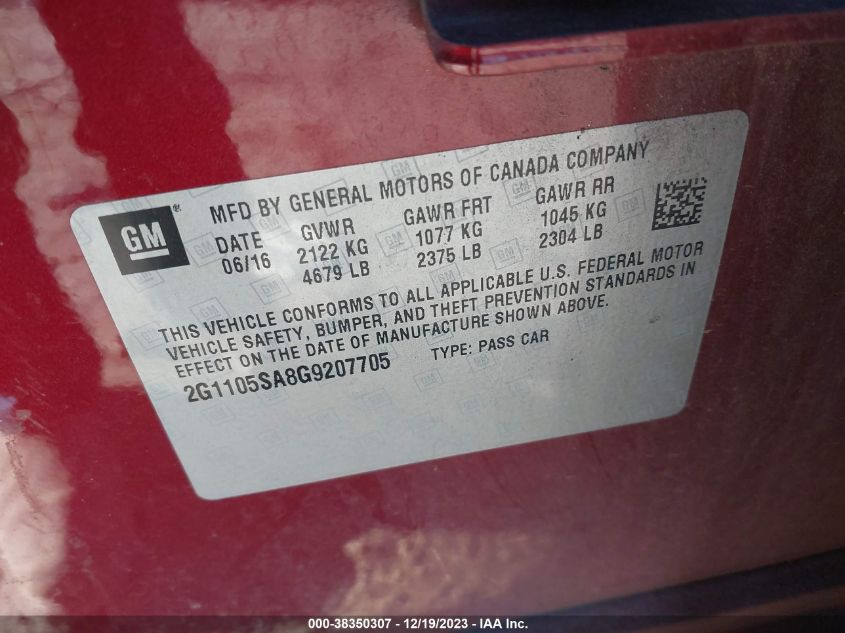 GM ®
MFD BY GENERAL MOTORS OF CANADA COMPANY
DATE GVWR GAWR FRT GAWR RR
06/16 2122 KG 1077 KG 1045 KG
4679 LB 2375 LB 2304 LB
THIS VEHICLE CONFORMS TO ALL APPLICABLE U.S. FEDERAL MOTOR
VEHICLE SAFETY, BUMPER, AND THEFT PREVENTION STANDARDS IN
EFFECT ON THE DATE OF MANUFACTURE SHOWN ABOVE.
2G1105SA8G9207705 TYPE: PASS CAR
000-38350307 - 12/19/2023 - IAA Inc.